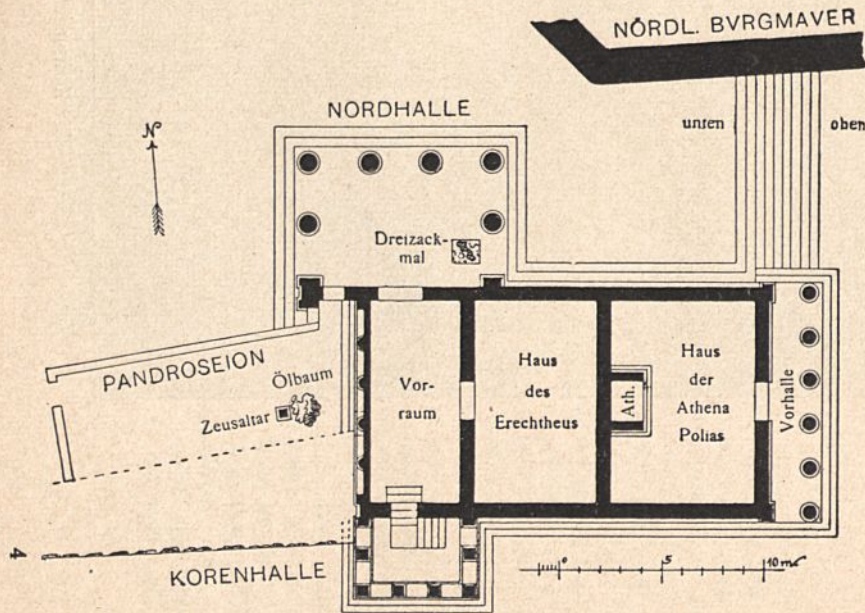 NÖRDL. BVRGMAVER
NORDHALLE
unten
oben
N
Dreizack-
mal
PANDROSEION
Ölbaum
Zeusaltar
Vor-
raum
Haus
des
Erechtheus
Ath.
Haus
der
Athena
Polias
Vorhalle
4
KORENHALLE
0
5
10 m